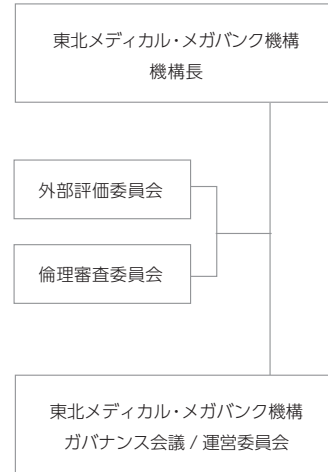 東北メディカル・メガバンク機構
機構長
外部評価委員会
倫理審査委員会
東北メディカル・メガバンク機構
ガバナンス会議 / 運営委員会